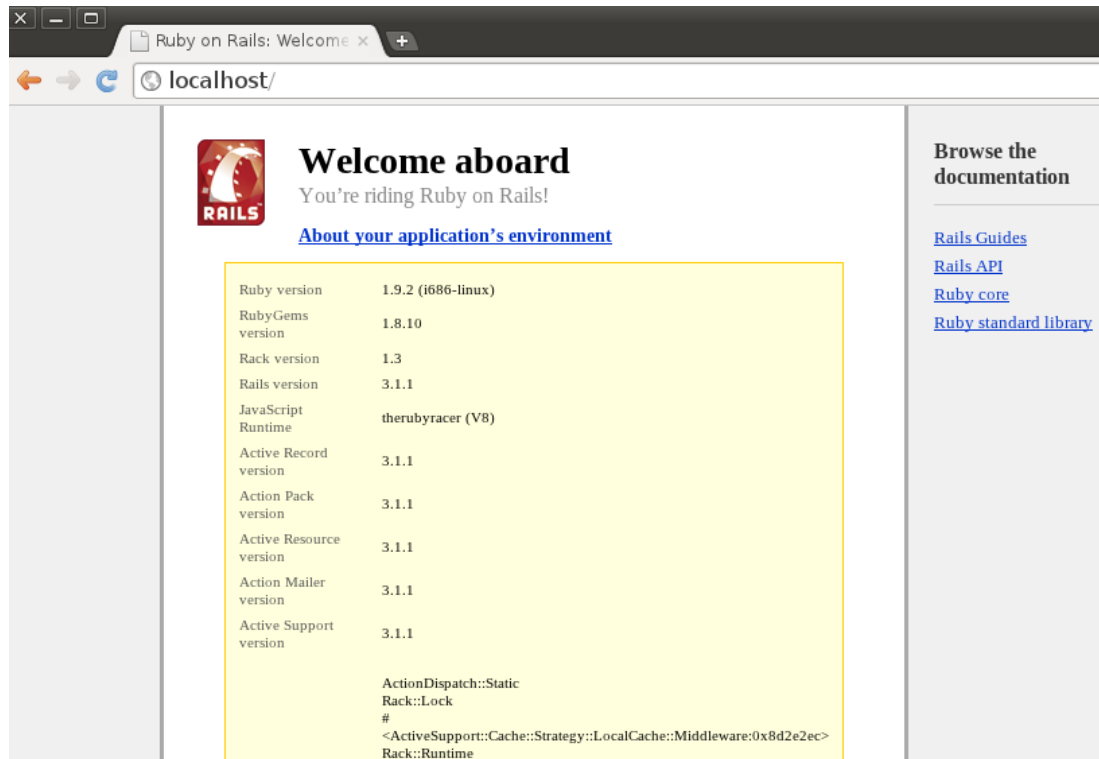 Ruby on Rails: Welcome
localhost/
RAILS
Welcome aboard
You're riding Ruby on Rails!
About your application's environment
Ruby version 1.9.2 (i686-linux)
RubyGems
version 1.8.10
Rack version 1.3
Rails version 3.1.1
JavaScript
Runtime therubyracer (V8)
Active Record
version 3.1.1
Action Pack
version 3.1.1
Active Resource
version 3.1.1
Action Mailer
version 3.1.1
Active Support
version 3.1.1
ActionDispatch::Static
Rack::Lock
#
<ActiveSupport::Cache::Strategy::LocalCache::Middleware:0x8d2e2ec>
Rack::Runtime
Browse the
documentation
Rails Guides
Rails API
Ruby core
Ruby standard library